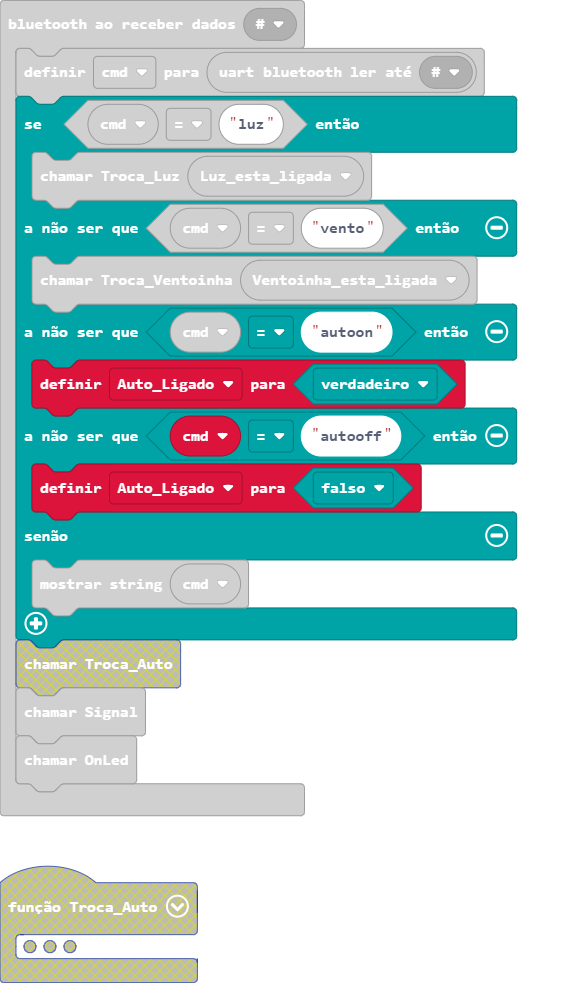 bluetooth ao receber dados #
definir cmd para uart bluetooth ler até #
se cmd = "luz" então
chamar Troca_Luz Luz_esta_ligada
a não ser que cmd = "vento" então
chamar Troca_Ventoinha Ventoinha_esta_ligada
a não ser que cmd = "autoon" então
definir Auto_Ligado para verdadeiro
a não ser que cmd = "autooff" então
definir Auto_Ligado para falso
senão
mostrar string cmd
chamar Troca_Auto
chamar Signal
chamar OnLed
função Troca_Auto